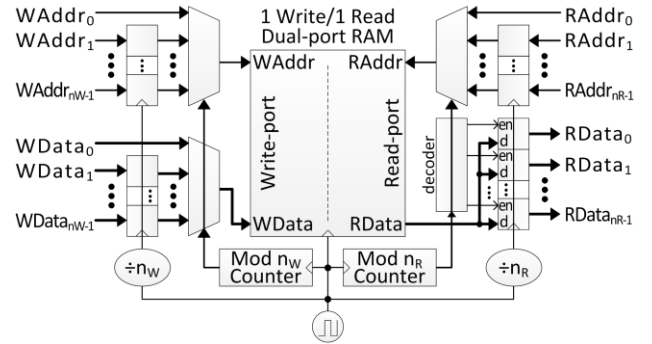 1 Write/1 Read
Dual-port RAM
WAddr0
WAddr1
WAddrnW-1
WData0
WData1
WDatanW-1
WAddr
RAddr
Write-port
Read-port
WData
RData
RAddr0
RAddr1
RAddrnR-1
decoder
en
d
en
d
en
d
RData0
RData1
RDatanR-1
÷nW
Mod nW
Counter
Mod nR
Counter
÷nR